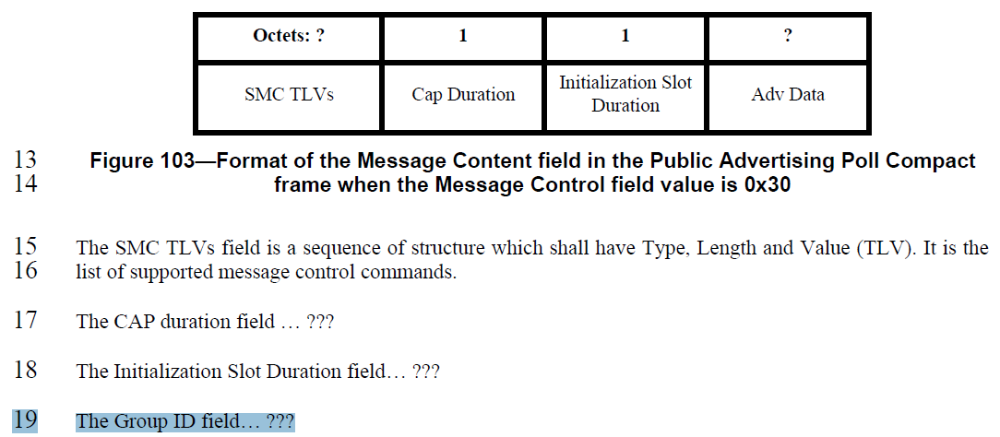 Octets: ? 1 1 ?
SMC TLVs Cap Duration Initialization Slot Duration Adv Data
13 Figure 103—Format of the Message Content field in the Public Advertising Poll Compact
14 frame when the Message Control field value is 0x30
15 The SMC TLVs field is a sequence of structure which shall have Type, Length and Value (TLV). It is the
16 list of supported message control commands.
17 The CAP duration field … ???
18 The Initialization Slot Duration field… ???
19 The Group ID field… ???